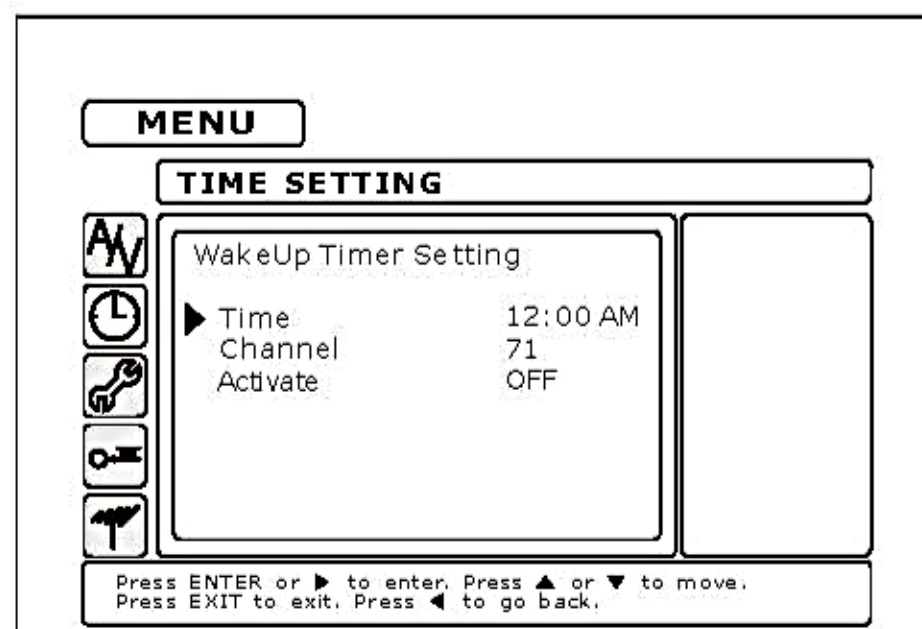 MENU
TIME SETTING
WakeUp Timer Setting
▶ Time 12:00 AM
Channel 71
Activate OFF
Press ENTER or ▶ to enter. Press ▲ or ▼ to move.
Press EXIT to exit. Press ◀ to go back.